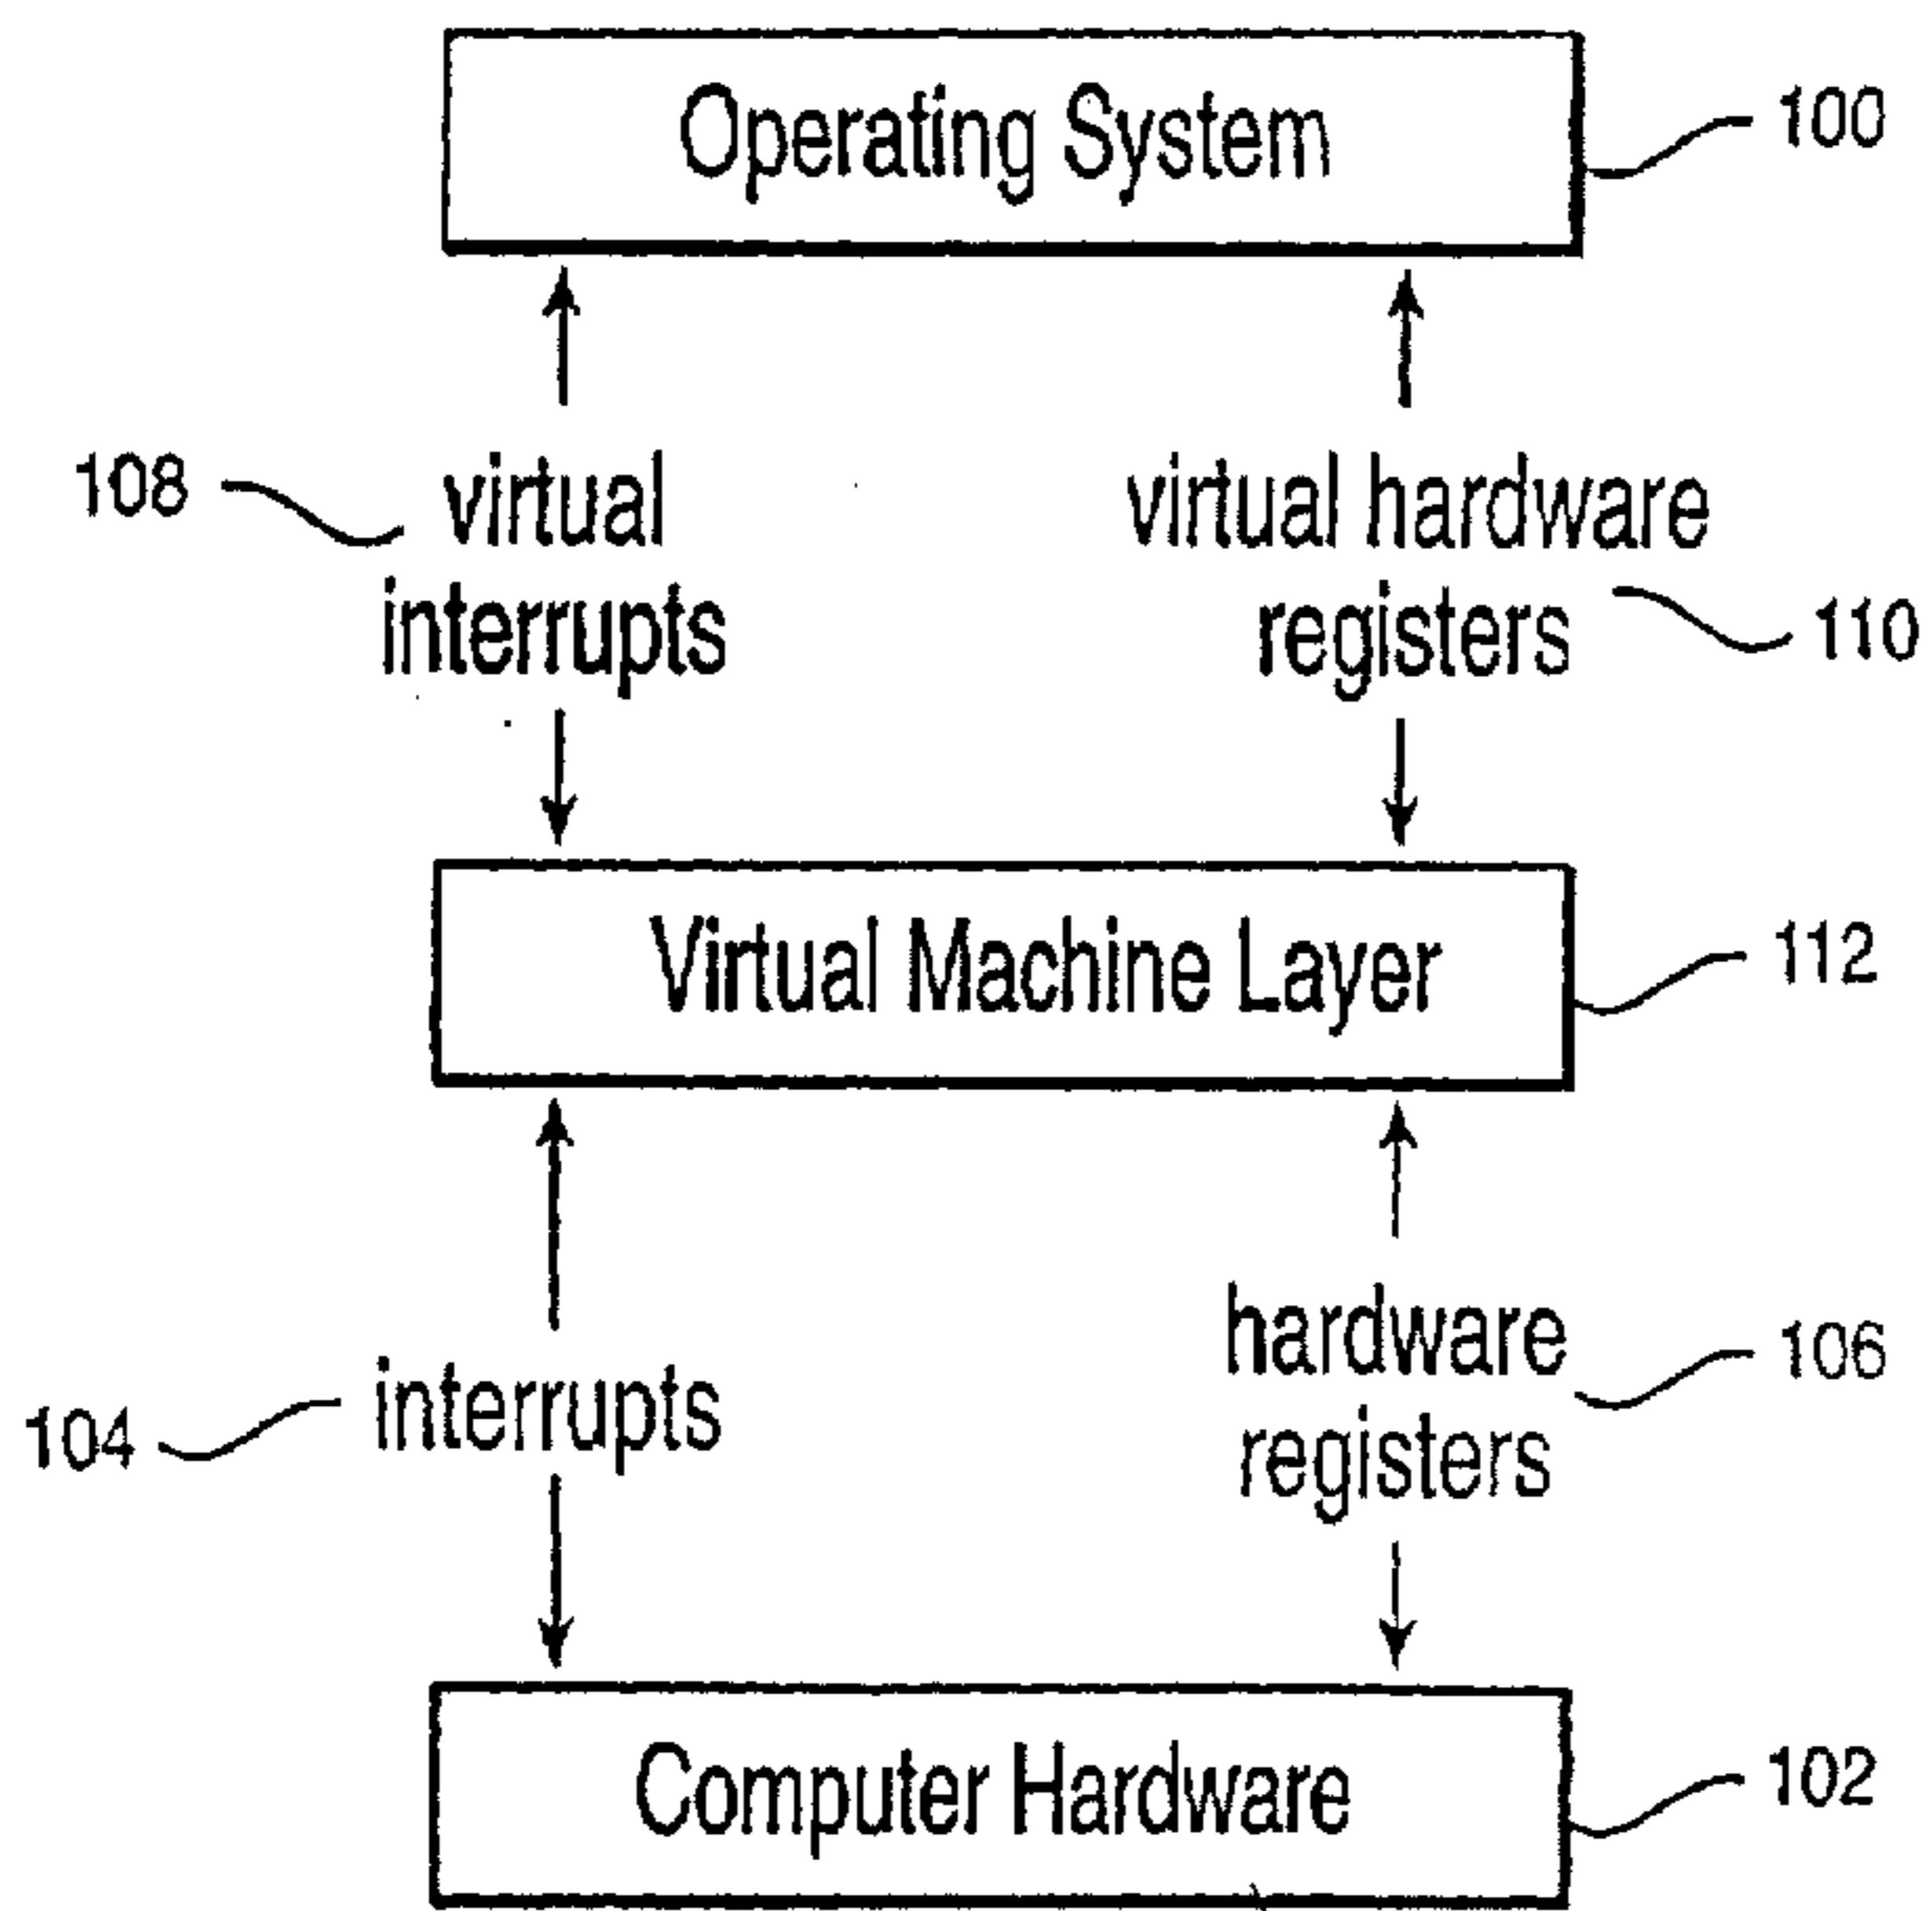 Operating System
100
108
virtual
interrupts
virtual hardware
registers
110
Virtual Machine Layer
112
104
interrupts
hardware
registers
106
Computer Hardware
102